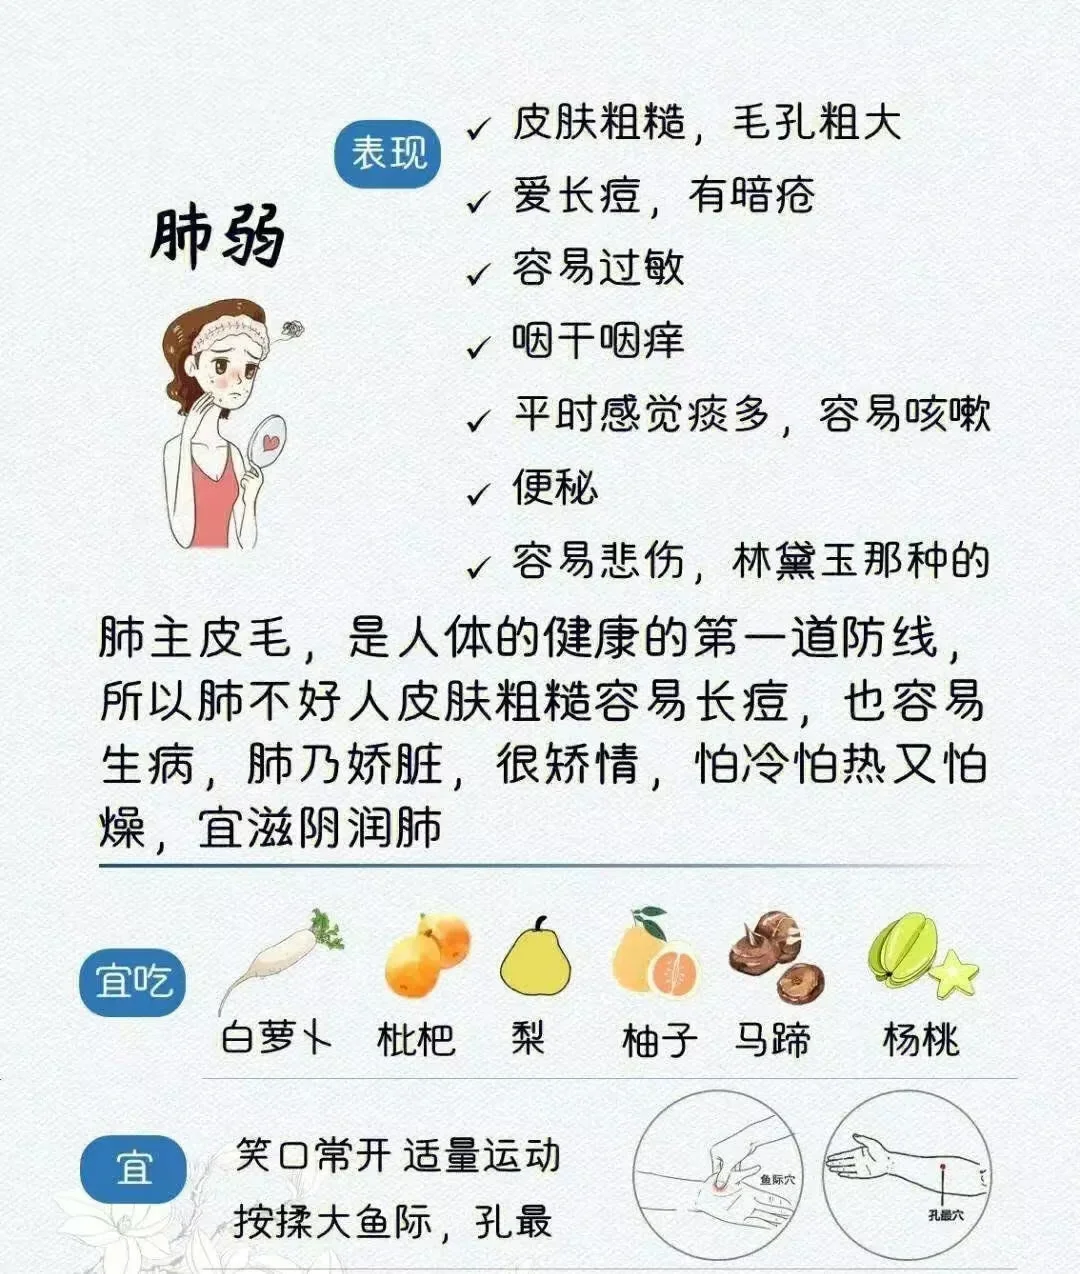 肺弱
表现
皮肤粗糙，毛孔粗大
爱长痘，有暗疮
容易过敏
咽干咽痒
平时感觉痰多，容易咳嗽
便秘
容易悲伤，林黛玉那种的
肺主皮毛，是人体的健康的第一道防线，
所以肺不好人皮肤粗糙容易长痘，也容易
生病，肺乃娇脏，很矫情，怕冷怕热又怕
燥，宜滋阴润肺
宜吃
白萝卜 枇杷 梨 柚子 马蹄 杨桃
宜
笑口常开 适量运动
按揉大鱼际，孔最
鱼际穴
孔最穴